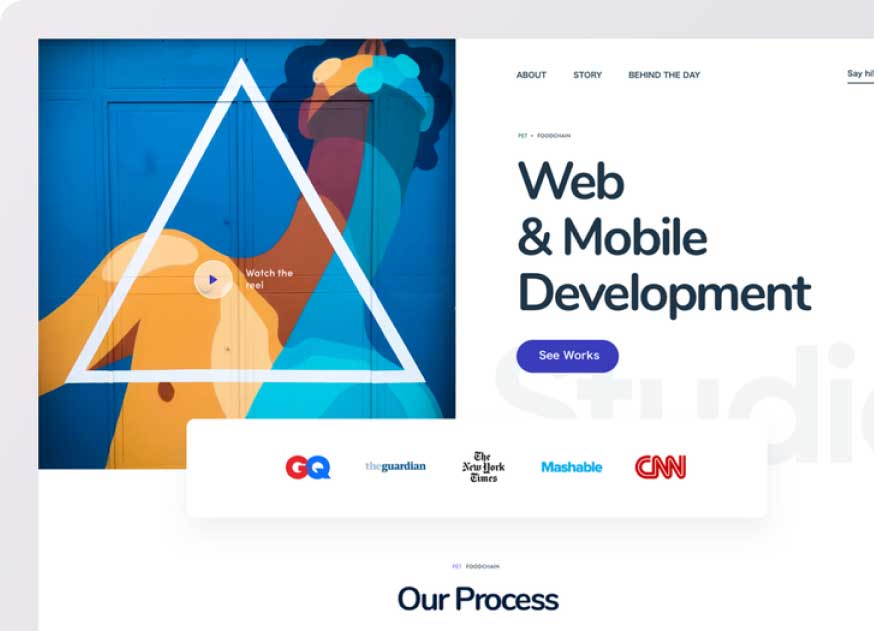 ABOUT STORY BEHIND THE DAY
Say hi!
PET • FOODCHAIN
Web
& Mobile
Development
Watch the
reel
See Works
Studio
GQ
theguardian
The
New York
Times
Mashable
CNN
PET FOODCHAIN
Our Process